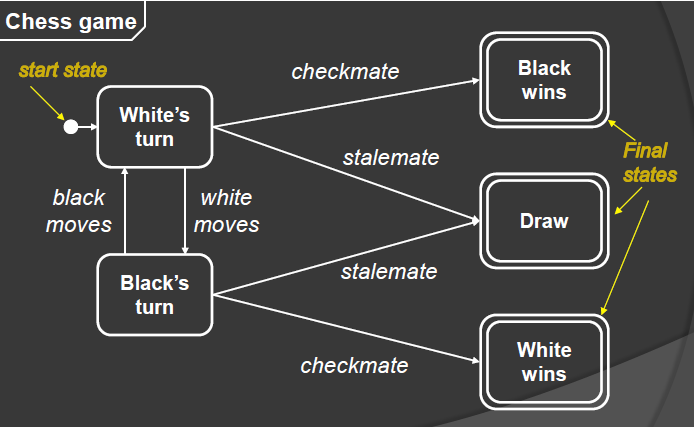 Chess game
start state
White's
turn
checkmate
Black
wins
stalemate
Final
states
black
moves
white
moves
Draw
Black's
turn
stalemate
checkmate
White
wins